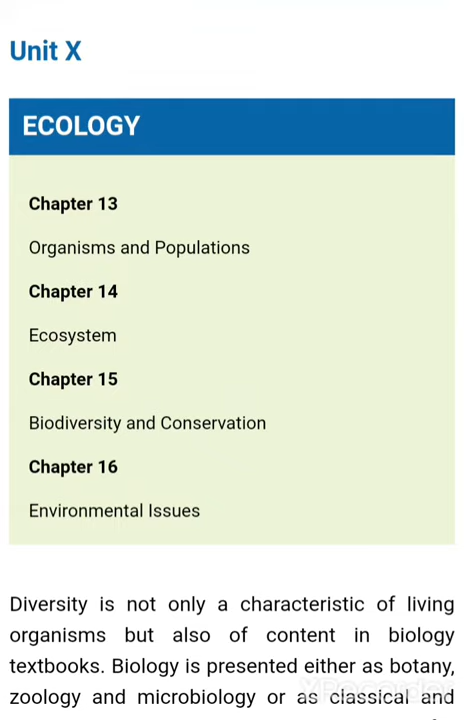 Unit X
ECOLOGY
Chapter 13
Organisms and Populations
Chapter 14
Ecosystem
Chapter 15
Biodiversity and Conservation
Chapter 16
Environmental Issues
Diversity is not only a characteristic of living
organisms but also of content in biology
textbooks. Biology is presented either as botany,
zoology and microbiology or as classical and
XRecorder